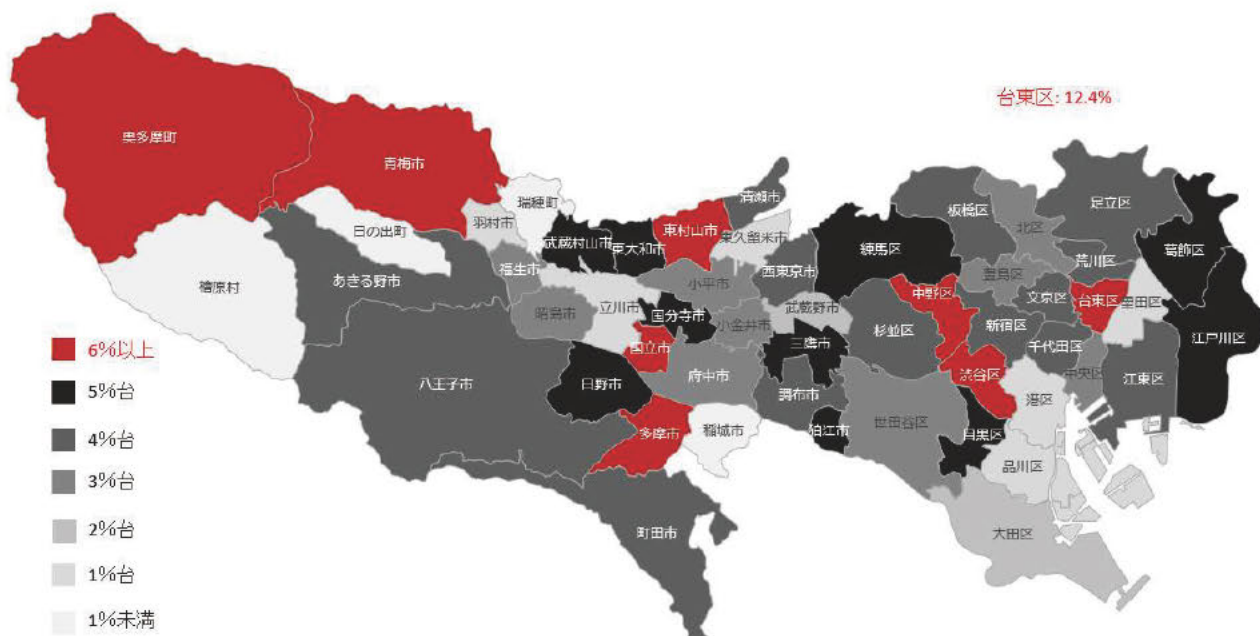 台東区: 12.4%
奥多摩町
青梅市
瑞穂町
羽村市
日の出町
檜原村
あきる野市
福生市
武蔵村山市
東大和市
東村山市
清瀬市
東久留米市
西東京市
小平市
立川市
昭島市
国分寺市
小金井市
武蔵野市
国立市
三鷹市
八王子市
日野市
府中市
調布市
多摩市
稲城市
狛江市
町田市
練馬区
板橋区
北区
足立区
葛飾区
荒川区
豊島区
中野区
文京区
台東区
墨田区
杉並区
新宿区
千代田区
江戸川区
渋谷区
中央区
江東区
港区
世田谷区
目黒区
品川区
大田区
6%以上
5%台
4%台
3%台
2%台
1%台
1%未満